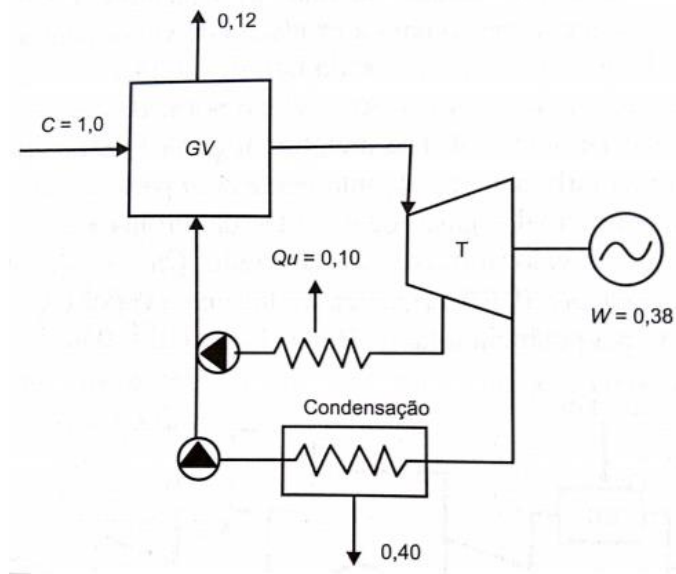 0,12
C = 1,0
GV
Qu = 0,10
T
W = 0,38
Condensação
0,40